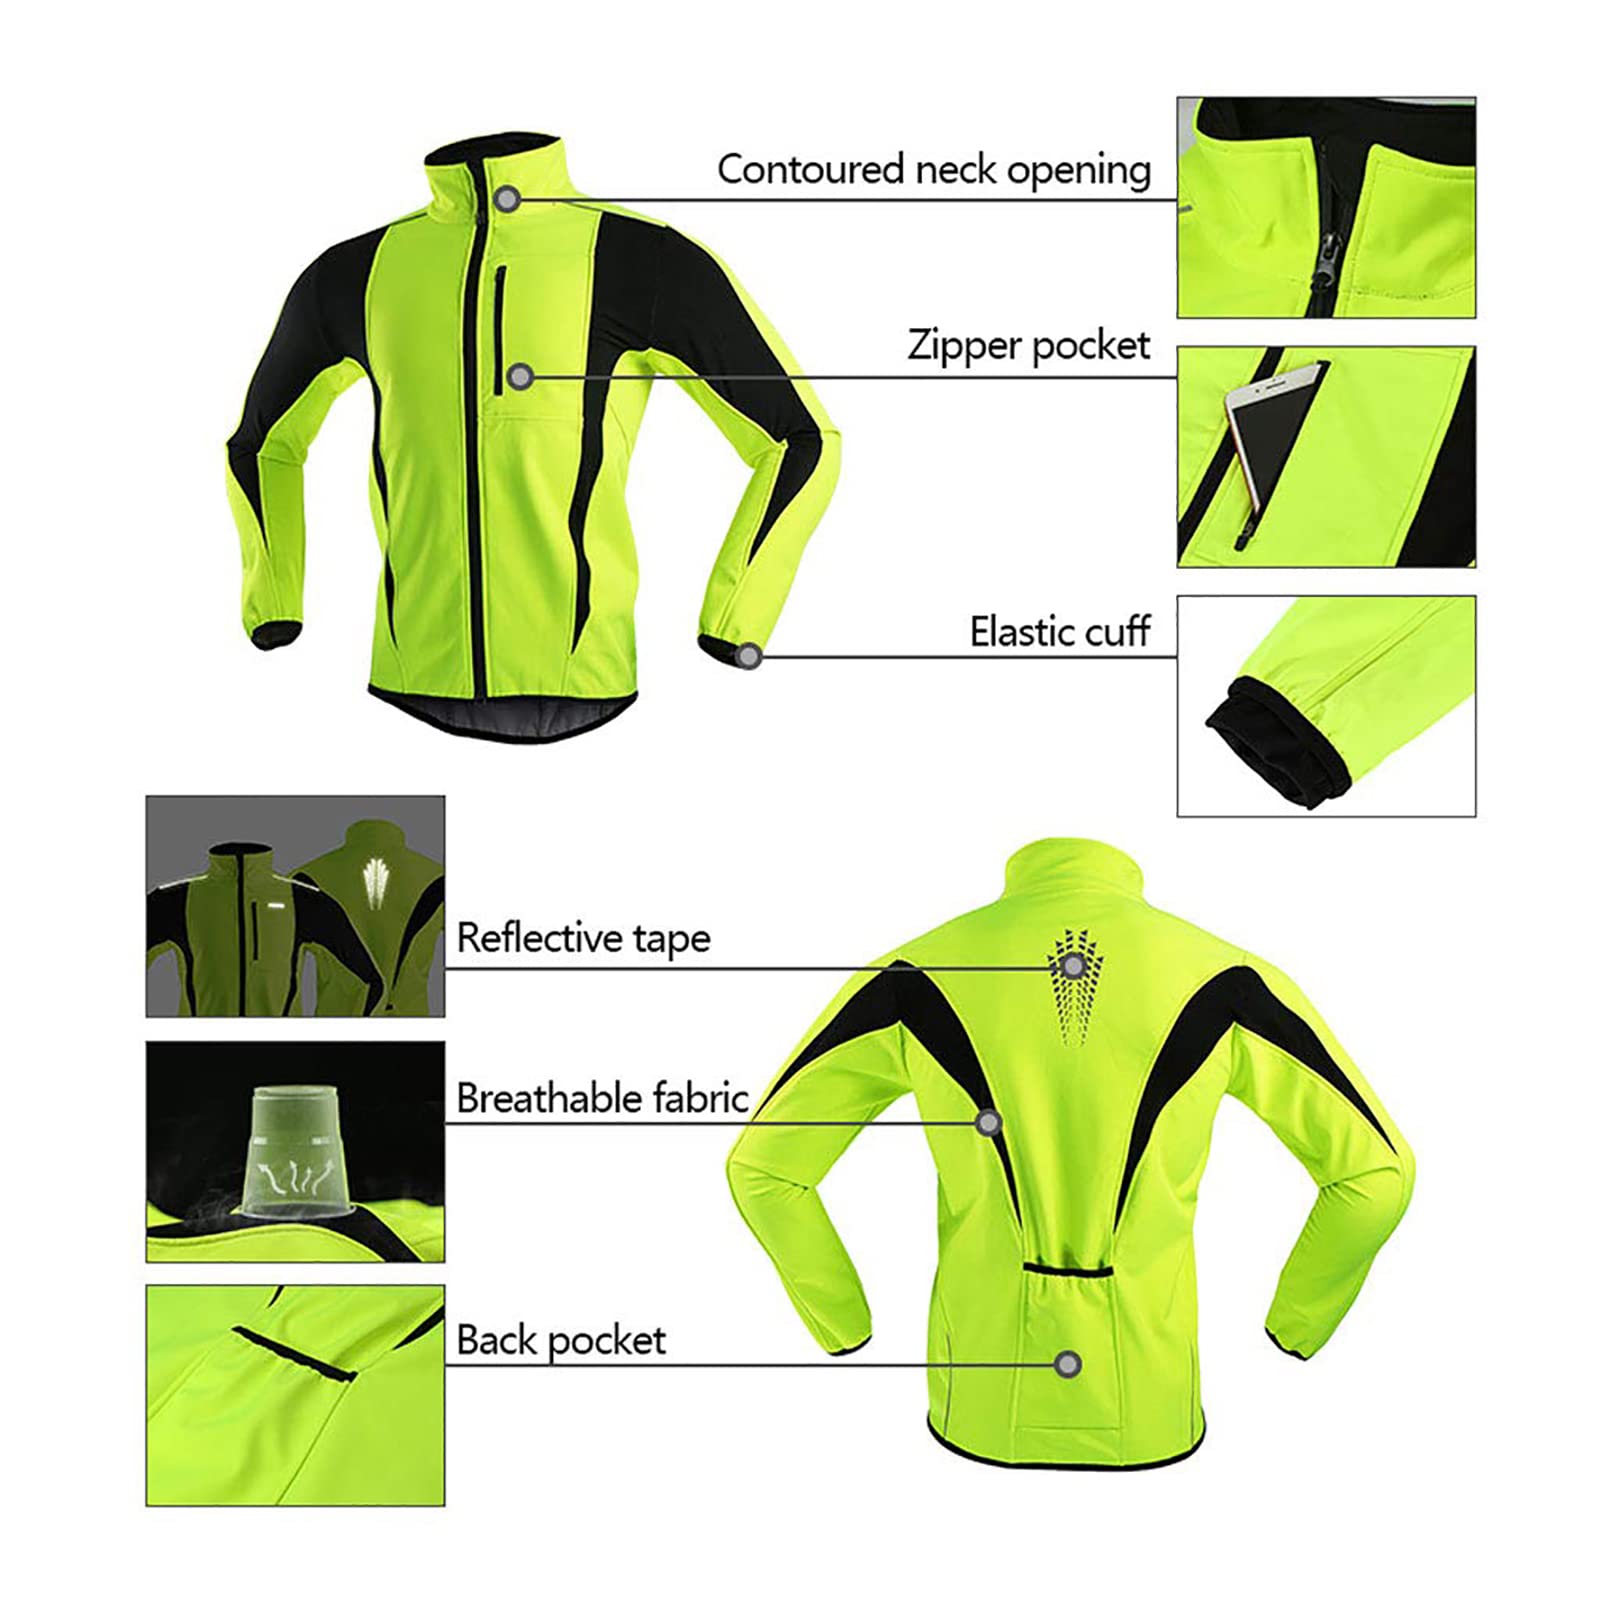 Contoured neck opening
Zipper pocket
Elastic cuff
Reflective tape
Breathable fabric
Back pocket